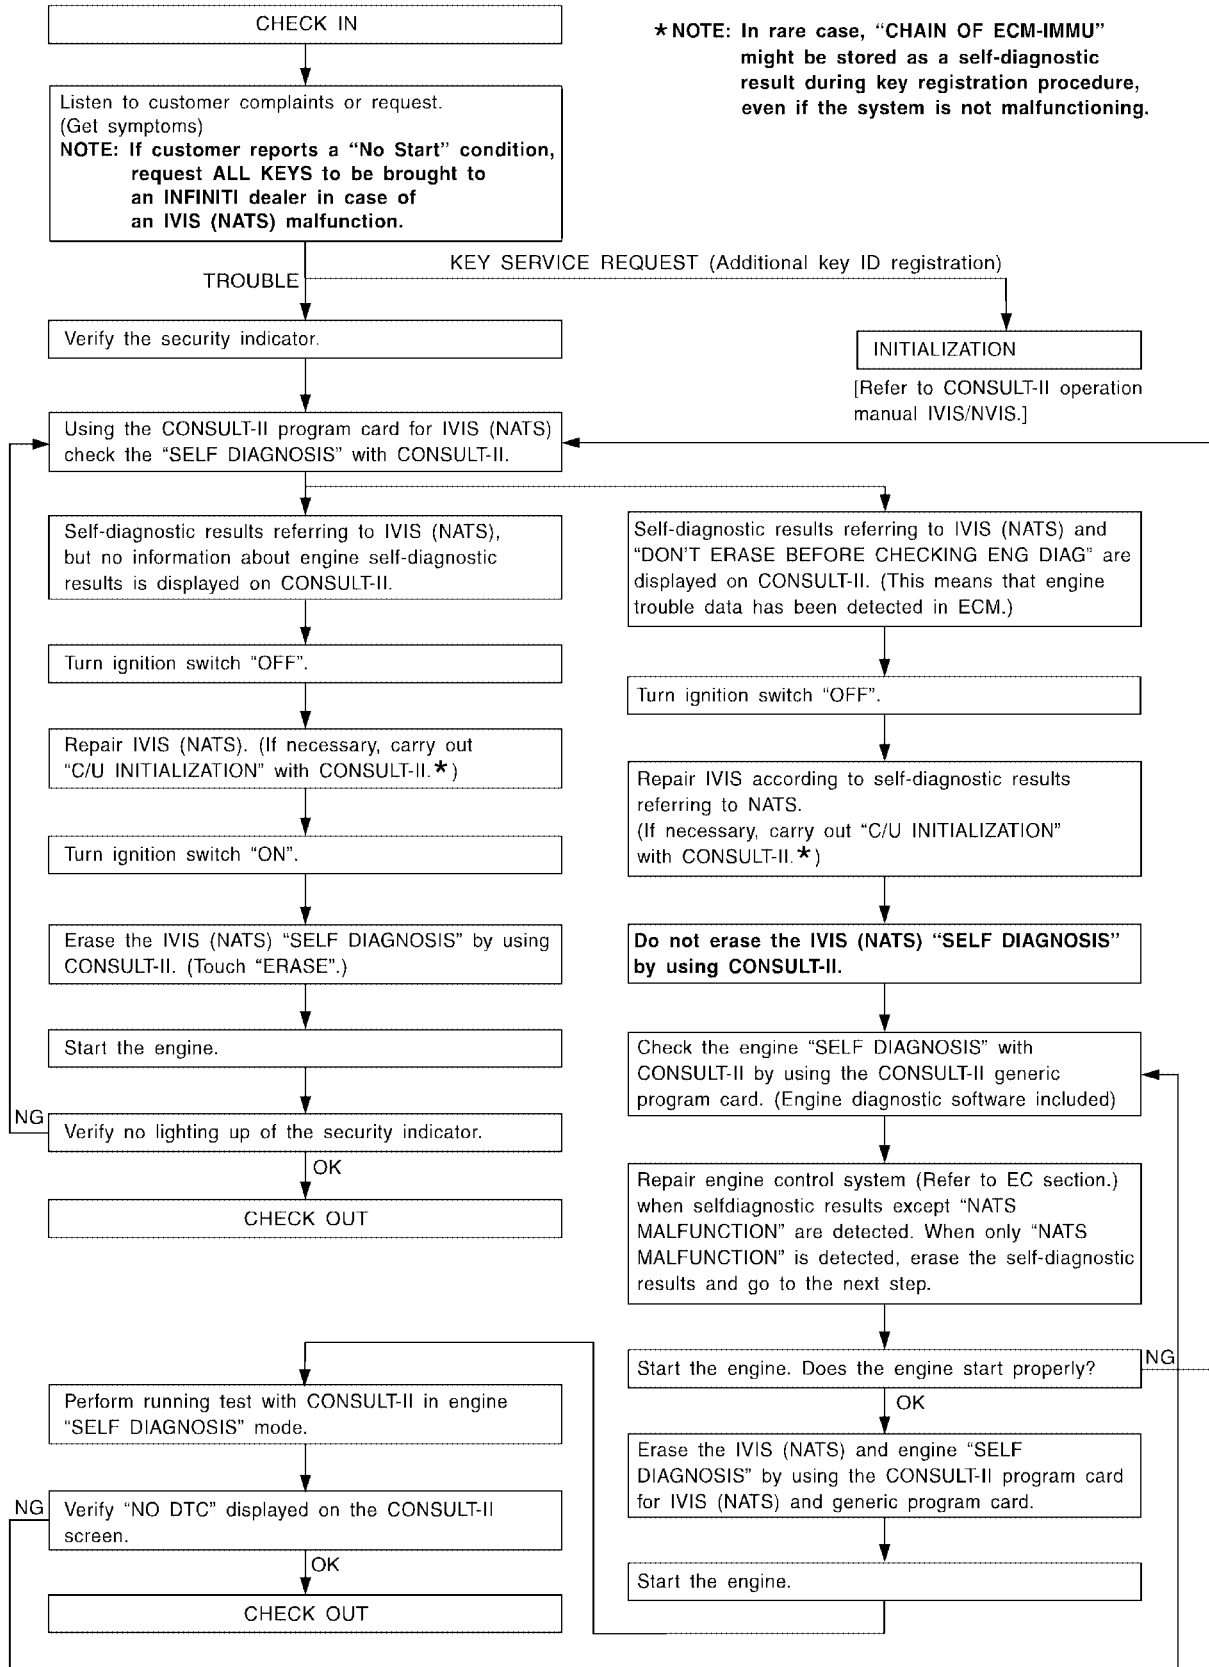 CHECK IN
★ NOTE: In rare case, “CHAIN OF ECM-IMMU”
might be stored as a self-diagnostic
result during key registration procedure,
even if the system is not malfunctioning.
Listen to customer complaints or request.
(Get symptoms)
NOTE: If customer reports a “No Start” condition,
request ALL KEYS to be brought to
an INFINITI dealer in case of
an IVIS (NATS) malfunction.
KEY SERVICE REQUEST (Additional key ID registration)
TROUBLE
Verify the security indicator.
INITIALIZATION
[Refer to CONSULT-II operation
manual IVIS/NVIS.]
Using the CONSULT-II program card for IVIS (NATS)
check the “SELF DIAGNOSIS” with CONSULT-II.
Self-diagnostic results referring to IVIS (NATS),
but no information about engine self-diagnostic
results is displayed on CONSULT-II.
Turn ignition switch “OFF”.
Repair IVIS (NATS). (If necessary, carry out
“C/U INITIALIZATION” with CONSULT-II.★)
Turn ignition switch “ON”.
Erase the IVIS (NATS) “SELF DIAGNOSIS” by using
CONSULT-II. (Touch “ERASE”.)
Start the engine.
NG
Verify no lighting up of the security indicator.
OK
CHECK OUT
Self-diagnostic results referring to IVIS (NATS) and
“DON’T ERASE BEFORE CHECKING ENG DIAG” are
displayed on CONSULT-II. (This means that engine
trouble data has been detected in ECM.)
Turn ignition switch “OFF”.
Repair IVIS according to self-diagnostic results
referring to NATS.
(If necessary, carry out “C/U INITIALIZATION”
with CONSULT-II.★)
Do not erase the IVIS (NATS) “SELF DIAGNOSIS”
by using CONSULT-II.
Check the engine “SELF DIAGNOSIS” with
CONSULT-II by using the CONSULT-II generic
program card. (Engine diagnostic software included)
Repair engine control system (Refer to EC section.)
when selfdiagnostic results except “NATS
MALFUNCTION” are detected. When only “NATS
MALFUNCTION” is detected, erase the self-diagnostic
results and go to the next step.
Start the engine. Does the engine start properly?
NG
OK
Erase the IVIS (NATS) and engine “SELF
DIAGNOSIS” by using the CONSULT-II program card
for IVIS (NATS) and generic program card.
Start the engine.
Perform running test with CONSULT-II in engine
“SELF DIAGNOSIS” mode.
NG
Verify “NO DTC” displayed on the CONSULT-II
screen.
OK
CHECK OUT